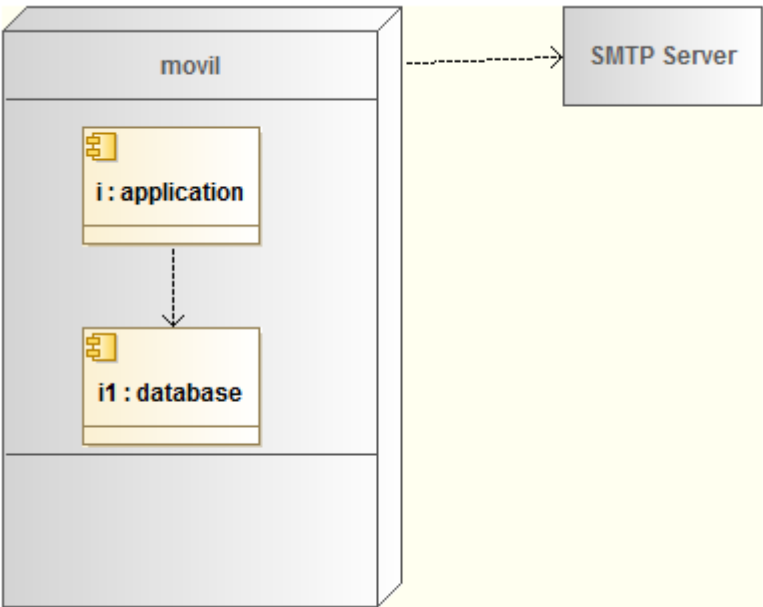 movil
SMTP Server
i : application
i1 : database